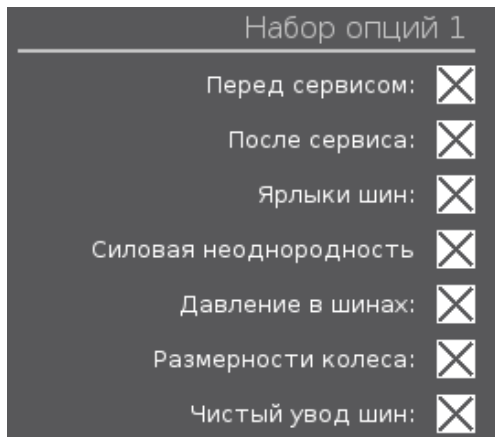 Набор опций 1
Перед сервисом:
После сервиса:
Ярлыки шин:
Силовая неоднородность
Давление в шинах:
Размерности колеса:
Чистый увод шин: